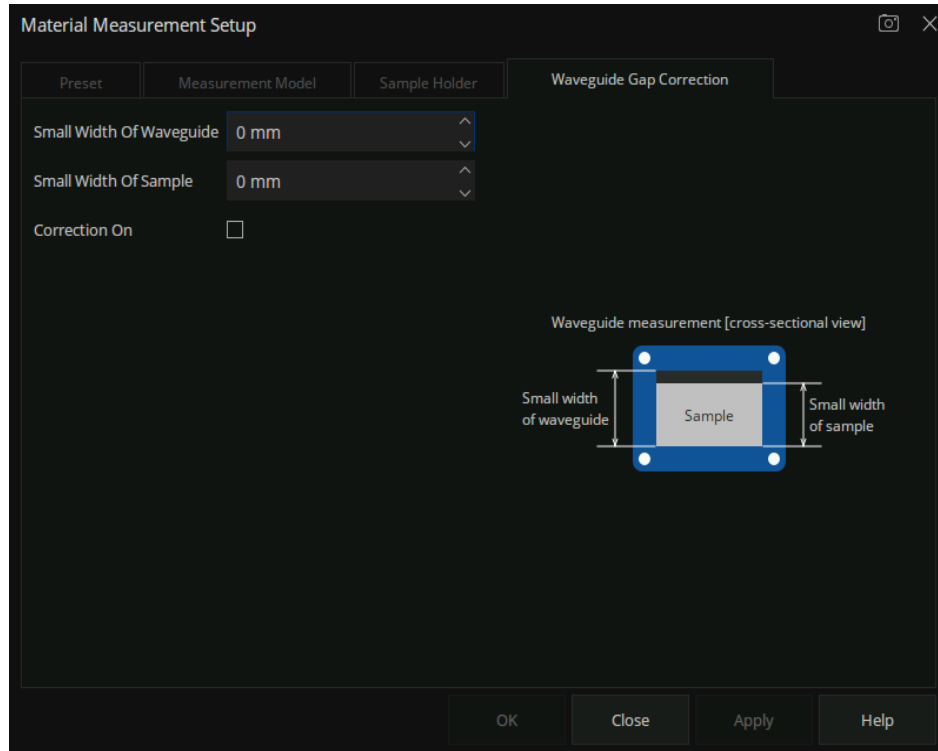 Material Measurement Setup
Preset
Measurement Model
Sample Holder
Waveguide Gap Correction
Small Width Of Waveguide 0 mm
Small Width Of Sample 0 mm
Correction On
Waveguide measurement [cross-sectional view]
Small width
of waveguide
Sample
Small width
of sample
OK
Close
Apply
Help